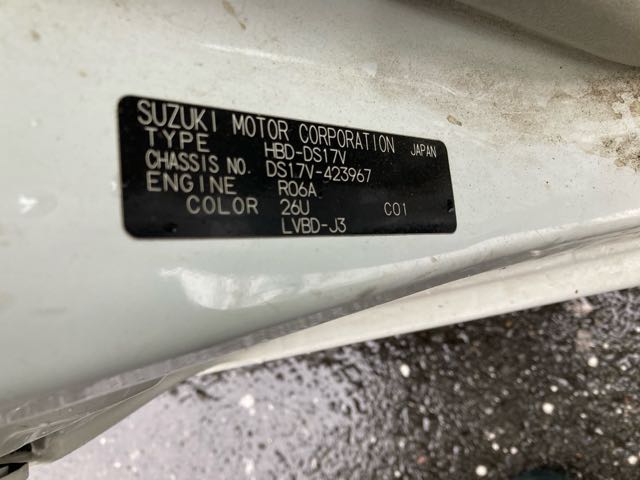 SUZUKI MOTOR CORPORATION JAPAN
TYPE HBD-DS17V
CHASSIS NO. DS17V-423967
ENGINE R06A
COLOR 26U C01
LVBD-J3